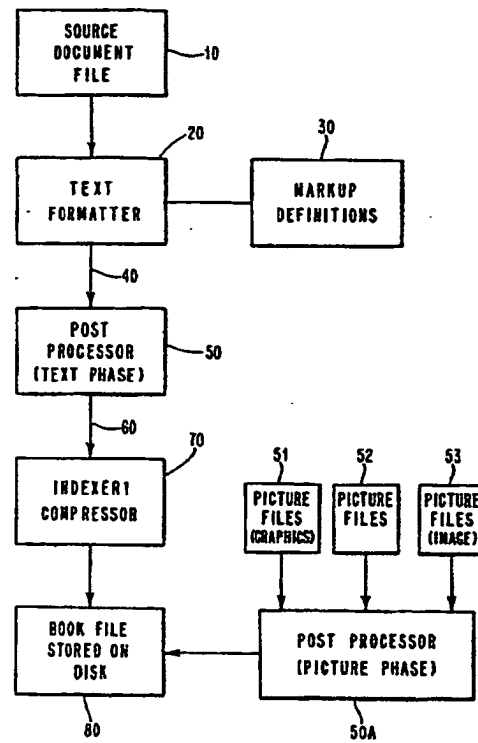 SOURCE
DOCUMENT
FILE
10
20
TEXT
FORMATTER
30
MARKUP
DEFINITIONS
40
POST
PROCESSOR
(TEXT PHASE)
50
60
70
INDEXER1
COMPRESSOR
51
PICTURE
FILES
(GRAPHICS)
52
PICTURE
FILES
53
PICTURE
FILES
(IMAGE)
BOOK FILE
STORED ON
DISK
80
POST PROCESSOR
(PICTURE PHASE)
50A